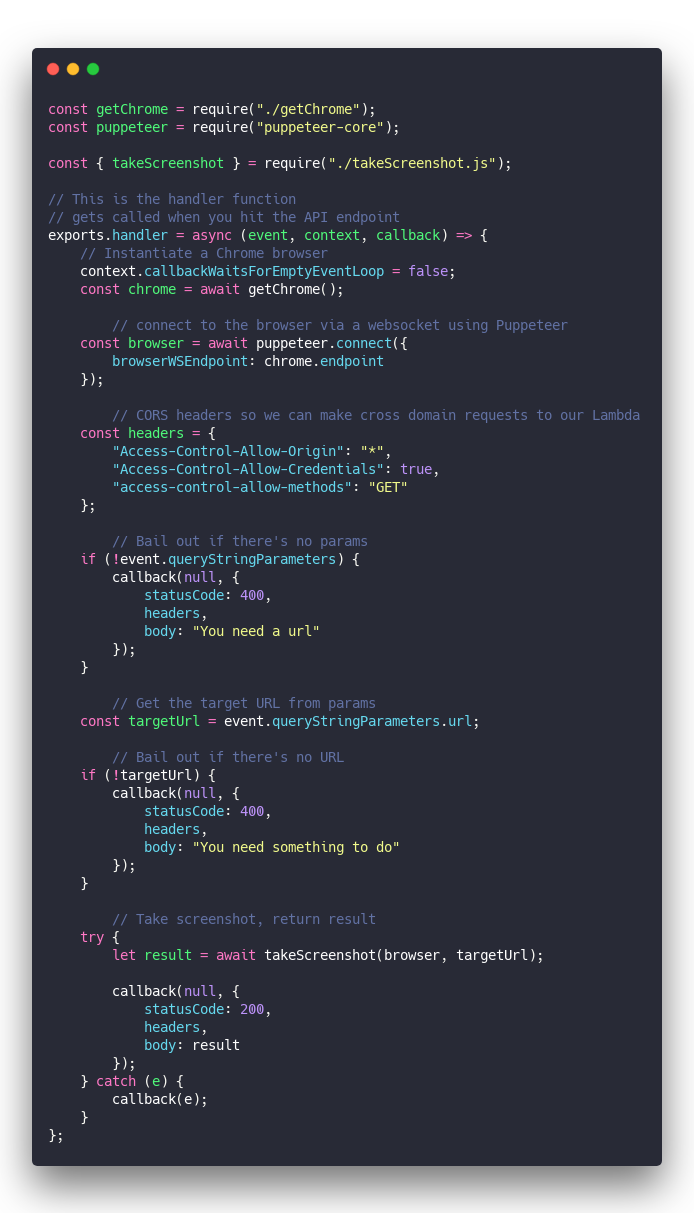 const getChrome = require("./getChrome");
const puppeteer = require("puppeteer-core");

const { takeScreenshot } = require("./takeScreenshot.js");

// This is the handler function
// gets called when you hit the API endpoint
exports.handler = async (event, context, callback) => {
    // Instantiate a Chrome browser
    context.callbackWaitsForEmptyEventLoop = false;
    const chrome = await getChrome();

        // connect to the browser via a websocket using Puppeteer
    const browser = await puppeteer.connect({
        browserWSEndpoint: chrome.endpoint
    });

        // CORS headers so we can make cross domain requests to our Lambda
    const headers = {
        "Access-Control-Allow-Origin": "*",
        "Access-Control-Allow-Credentials": true,
        "access-control-allow-methods": "GET"
    };

        // Bail out if there's no params
    if (!event.queryStringParameters) {
        callback(null, {
            statusCode: 400,
            headers,
            body: "You need a url"
        });
    }

        // Get the target URL from params
    const targetUrl = event.queryStringParameters.url;

        // Bail out if there's no URL
    if (!targetUrl) {
        callback(null, {
            statusCode: 400,
            headers,
            body: "You need something to do"
        });
    }

        // Take screenshot, return result
    try {
        let result = await takeScreenshot(browser, targetUrl);

        callback(null, {
            statusCode: 200,
            headers,
            body: result
        });
    } catch (e) {
        callback(e);
    }
};